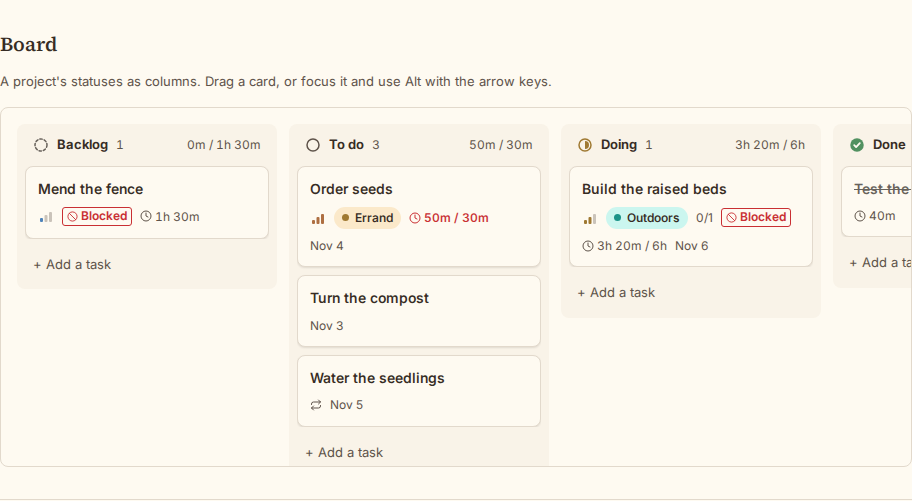 Board
A project's statuses as columns. Drag a card, or focus it and use Alt with the arrow keys.
Backlog 1 0m / 1h 30m
Mend the fence
Blocked 1h 30m
+ Add a task
To do 3 50m / 30m
Order seeds
Errand 50m / 30m
Nov 4
Turn the compost
Nov 3
Water the seedlings
Nov 5
+ Add a task
Doing 1 3h 20m / 6h
Build the raised beds
Outdoors 0/1 Blocked
3h 20m / 6h Nov 6
+ Add a task
Done
Test the
40m
+ Add a ta